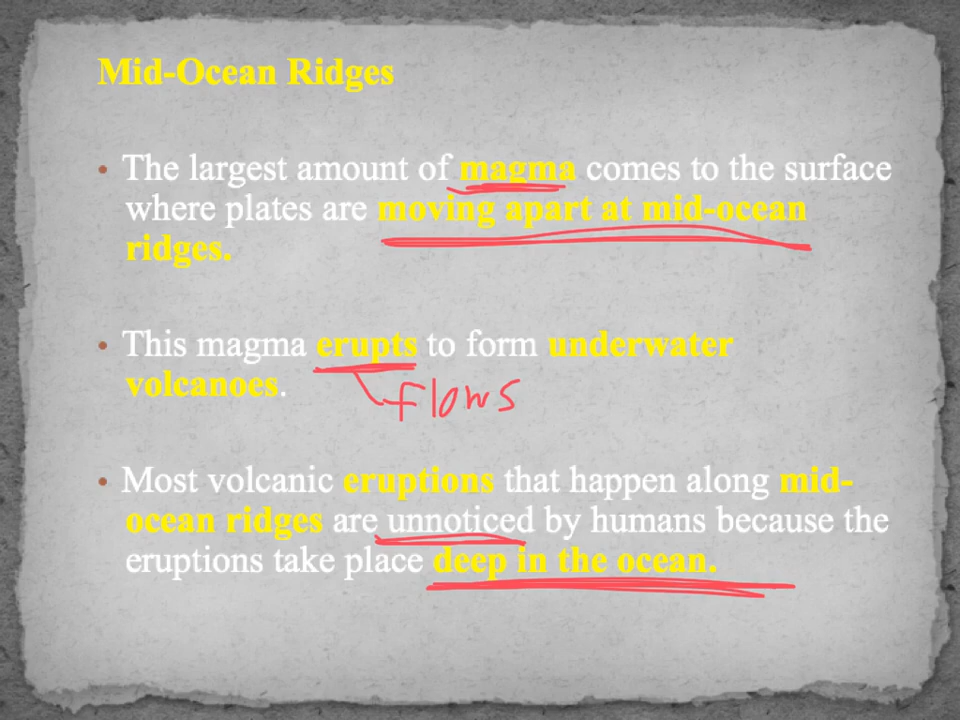 Mid-Ocean Ridges
• The largest amount of magma comes to the surface
where plates are moving apart at mid-ocean
ridges.
• This magma erupts to form underwater
volcanoes.
flows
• Most volcanic eruptions that happen along mid-
ocean ridges are unnoticed by humans because the
eruptions take place deep in the ocean.